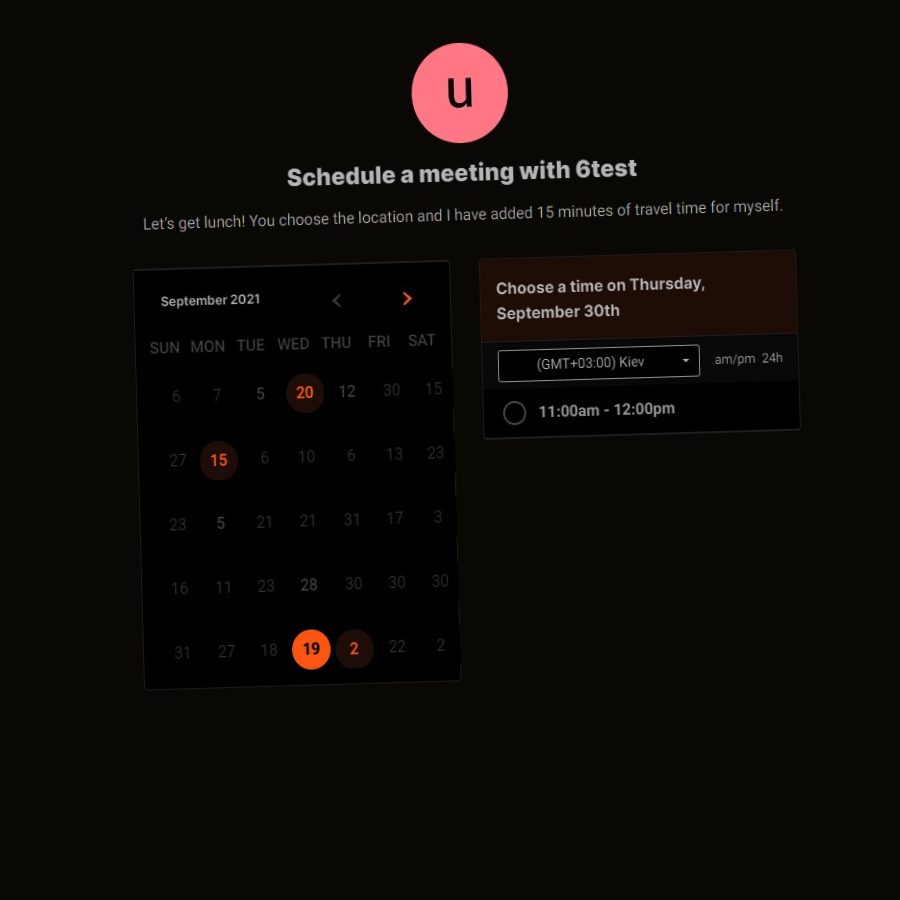 u
Schedule a meeting with 6test
Let's get lunch! You choose the location and I have added 15 minutes of travel time for myself.
September 2021
SUN MON TUE WED THU FRI SAT
6 7 5 20 12 30 15
27 15 6 10 6 13 23
23 5 21 21 31 17 3
16 11 23 28 30 30 30
31 27 18 19 2 22 2
Choose a time on Thursday,
September 30th
(GMT+03:00) Kiev am/pm 24h
11:00am - 12:00pm